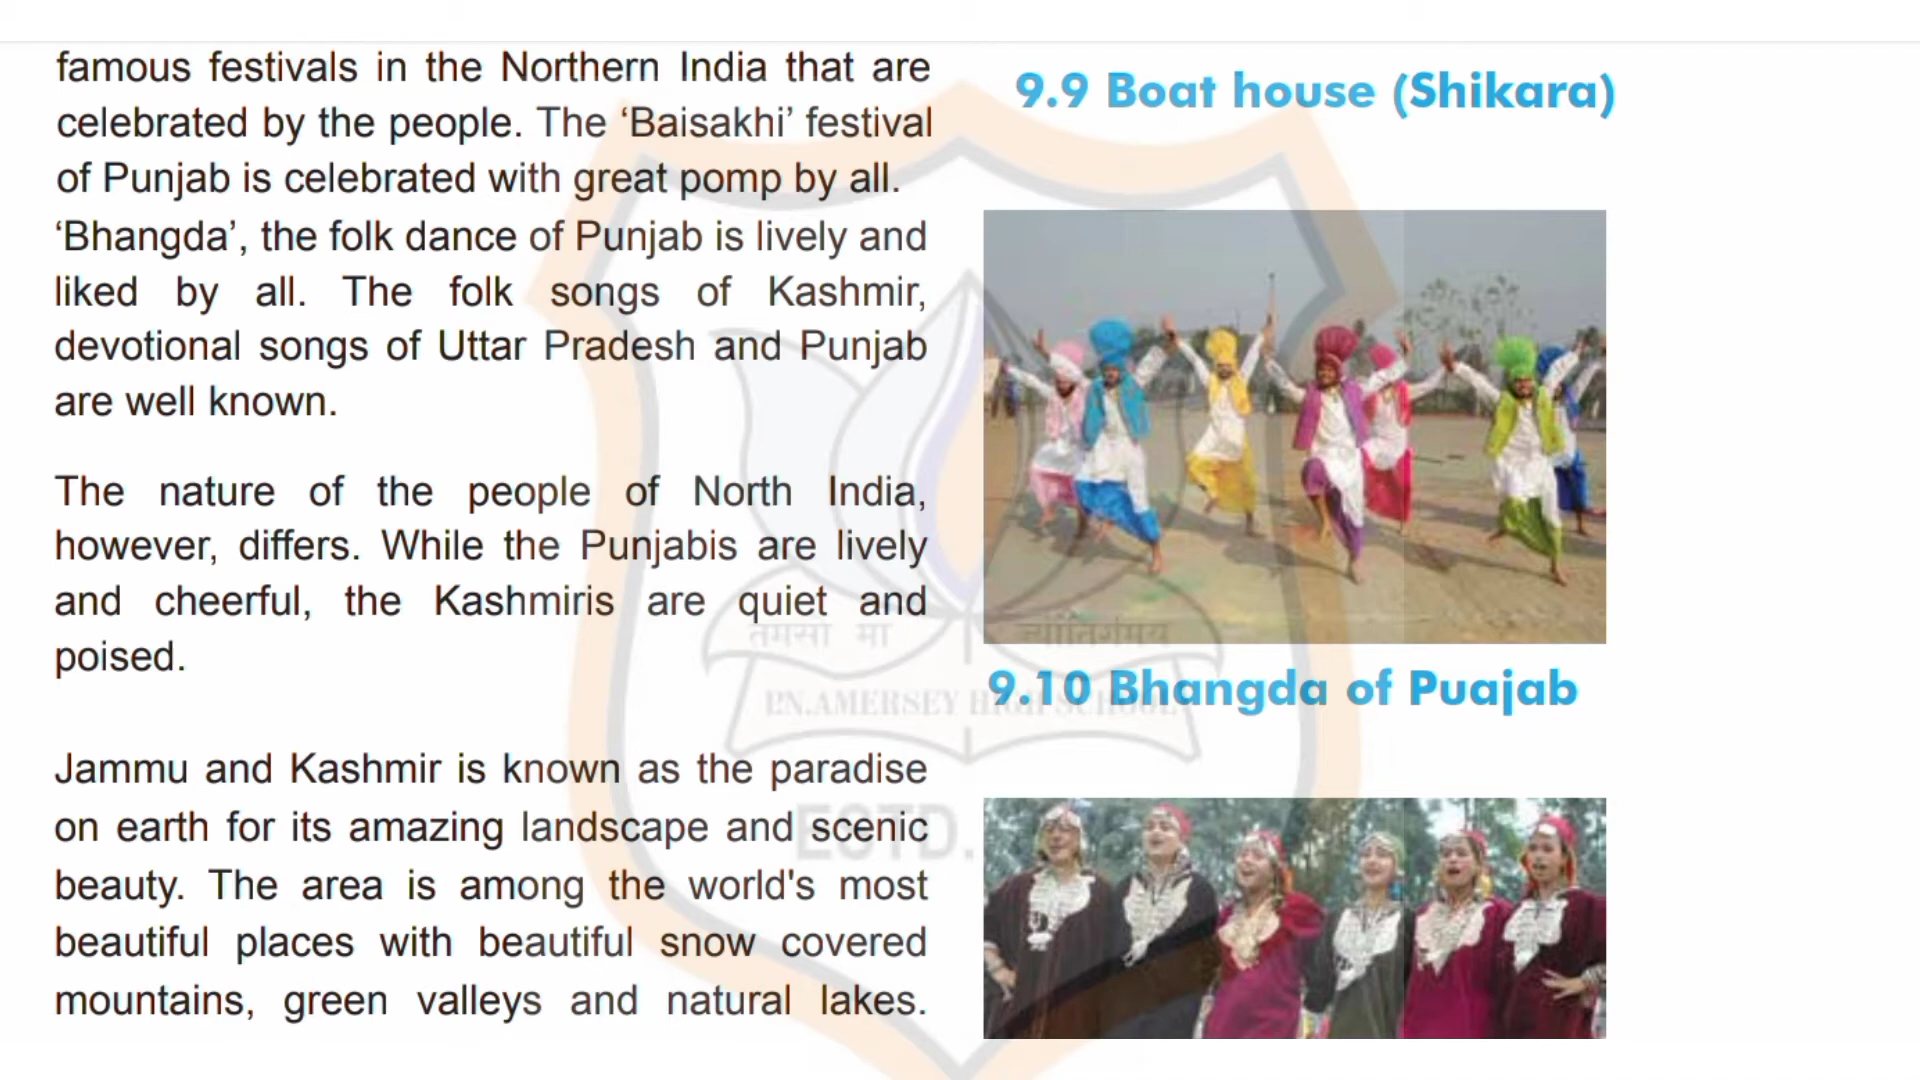 famous festivals in the Northern India that are
celebrated by the people. The ‘Baisakhi’ festival
of Punjab is celebrated with great pomp by all.
‘Bhangda’, the folk dance of Punjab is lively and
liked by all. The folk songs of Kashmir,
devotional songs of Uttar Pradesh and Punjab
are well known.
The nature of the people of North India,
however, differs. While the Punjabis are lively
and cheerful, the Kashmiris are quiet and
poised.
Jammu and Kashmir is known as the paradise
on earth for its amazing landscape and scenic
beauty. The area is among the world's most
beautiful places with beautiful snow covered
mountains, green valleys and natural lakes.
9.9 Boat house (Shikara)
9.10 Bhangda of Puajab
तमसो मा ज्योतिर्गमय
P.N.AMERSEY HIGH SCHOOL
ESTD.